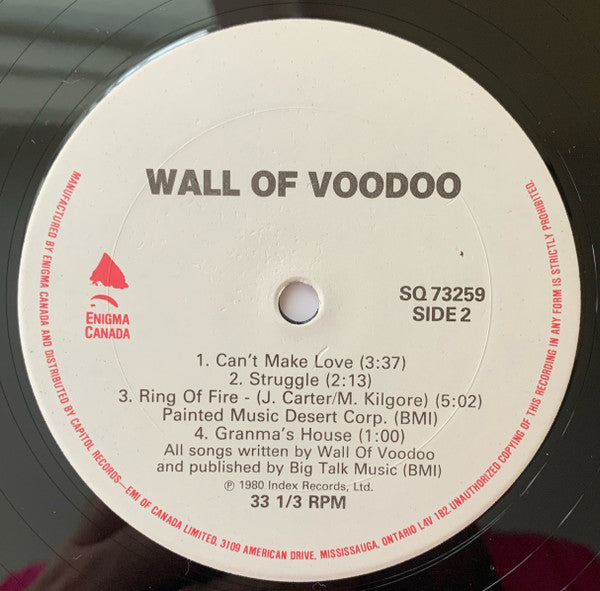 WALL OF VOODOO
ENIGMA
CANADA
SQ 73259
SIDE 2
1. Can't Make Love (3:37)
2. Struggle (2:13)
3. Ring Of Fire - (J. Carter/M. Kilgore) (5:02)
Painted Music Desert Corp. (BMI)
4. Granma's House (1:00)
All songs written by Wall Of Voodoo
and published by Big Talk Music (BMI)
℗ 1980 Index Records, Ltd.
33 1/3 RPM
MANUFACTURED BY ENIGMA CANADA AND DISTRIBUTED BY CAPITOL RECORDS—EMI OF CANADA LIMITED, 3109 AMERICAN DRIVE, MISSISSAUGA, ONTARIO L4V 1B2. UNAUTHORIZED COPYING OF THIS RECORDING IN ANY FORM IS STRICTLY PROHIBITED.